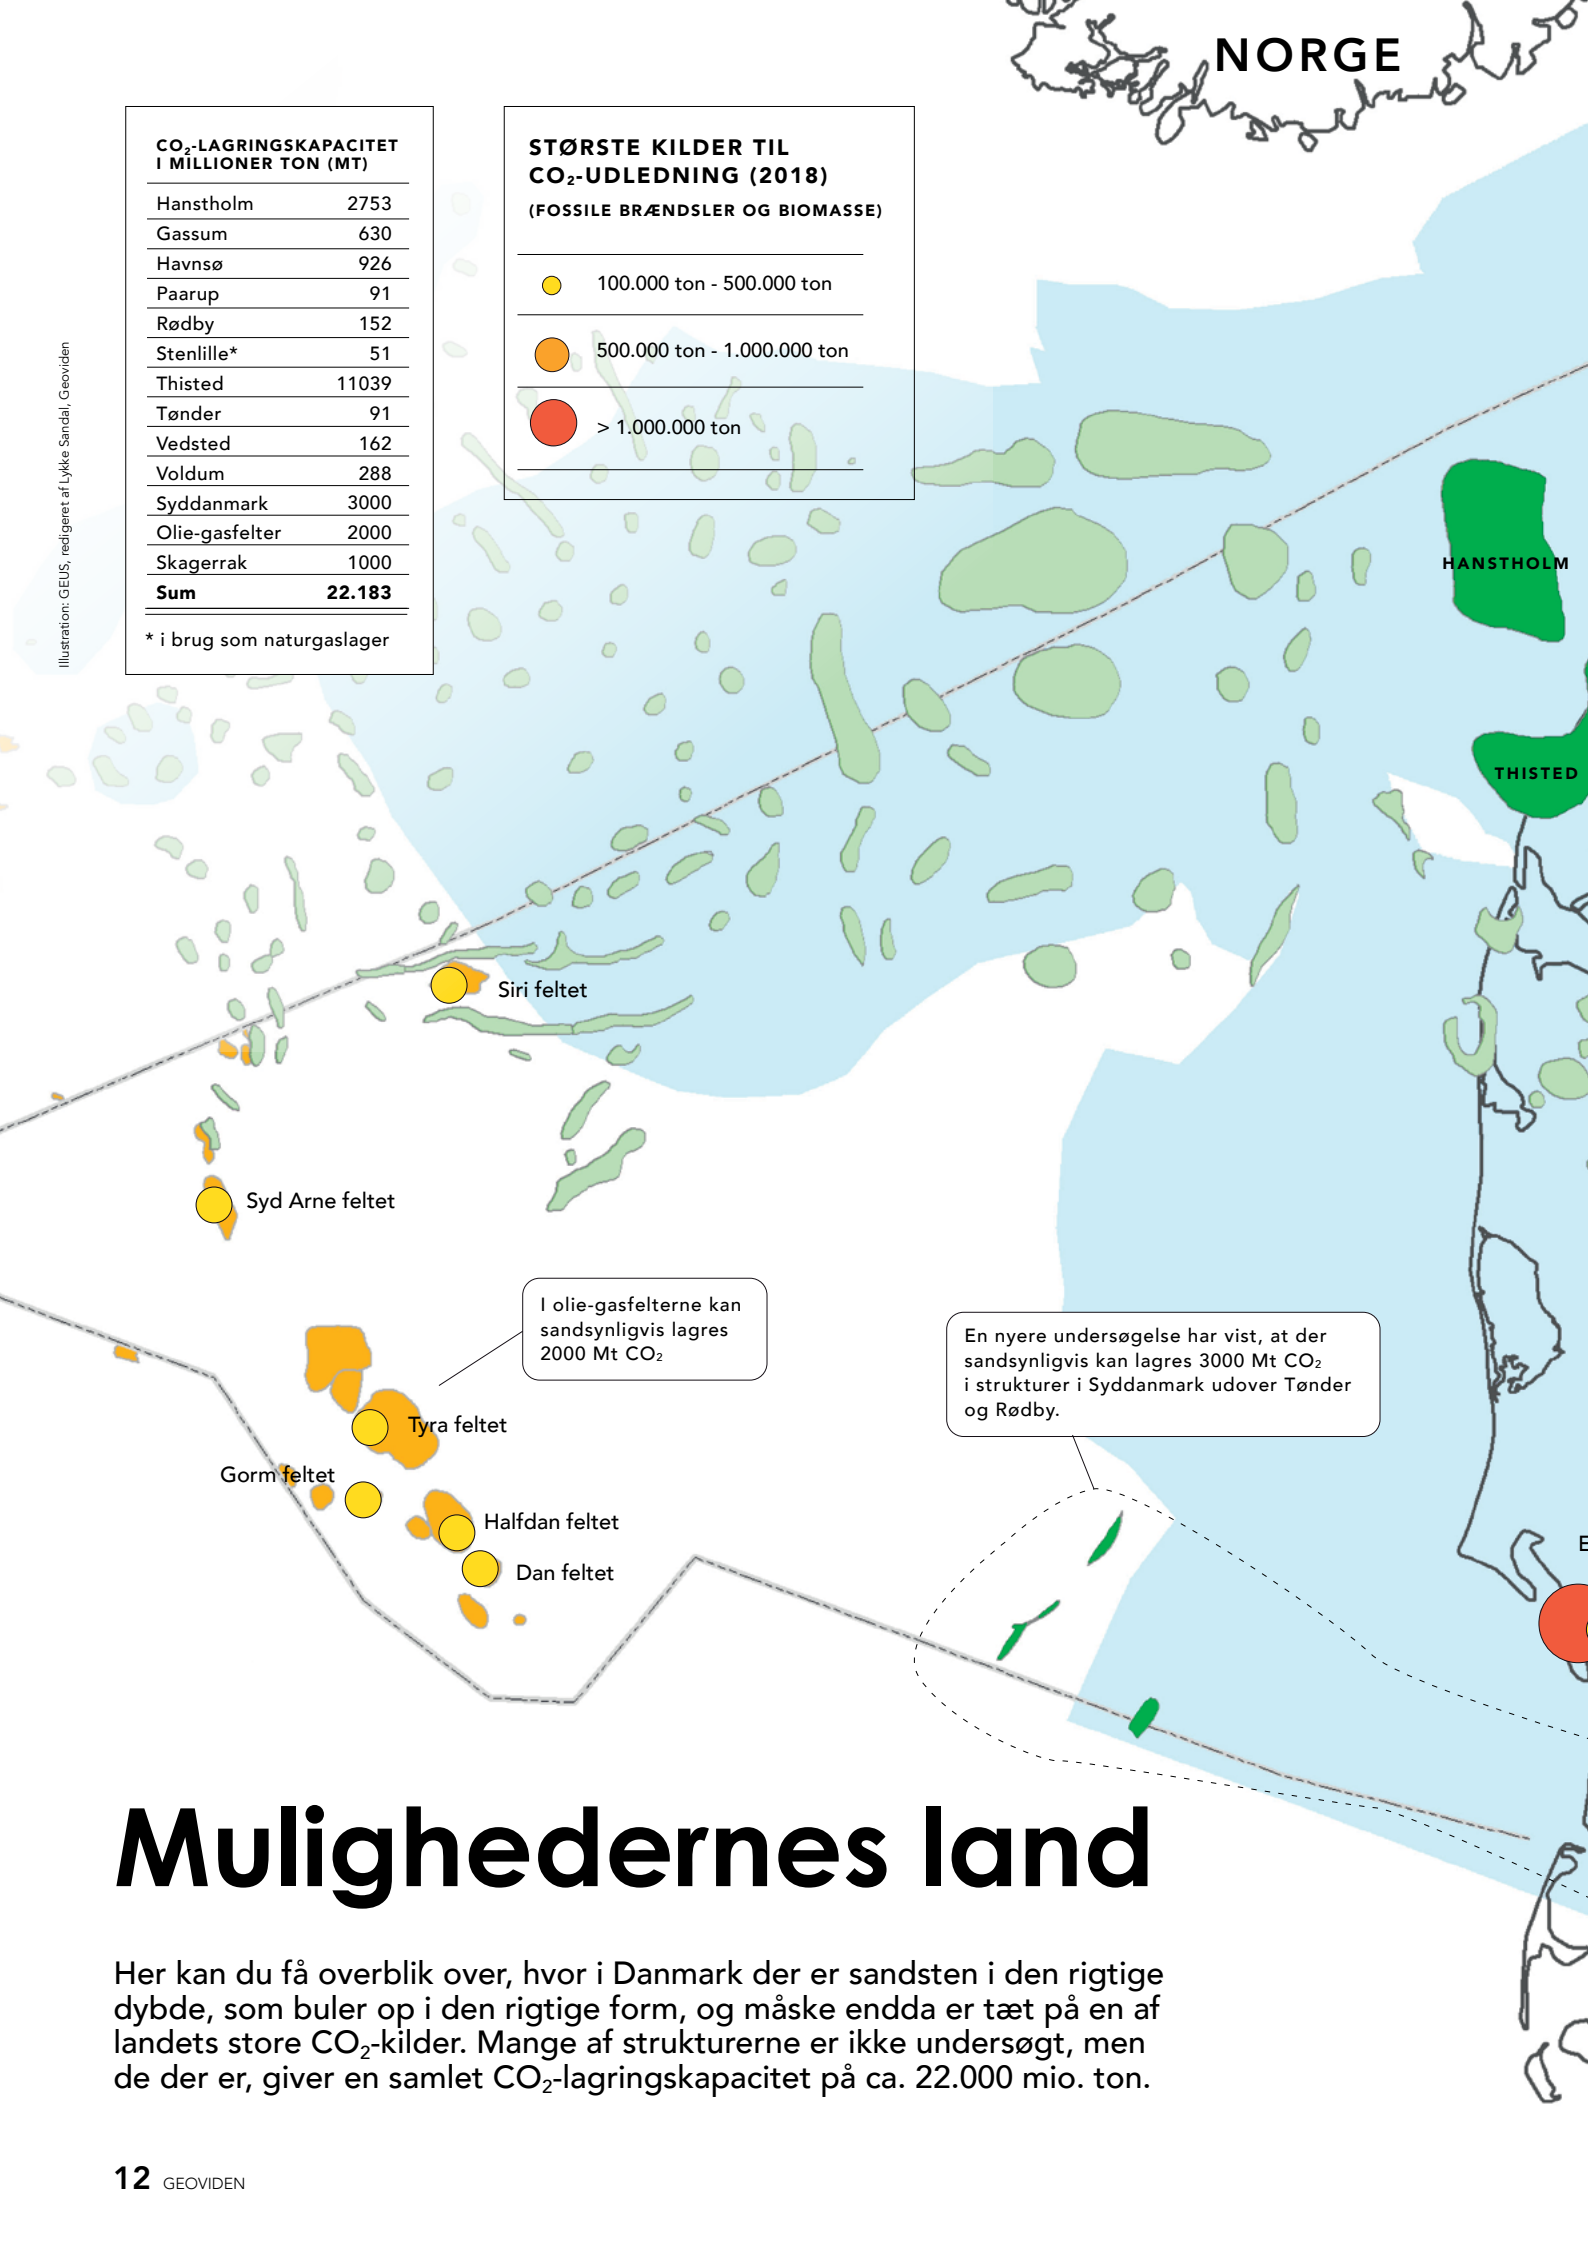 NORGE
CO₂-LAGRINGSKAPACITET
I MILLIONER TON (MT)
Hanstholm 2753
Gassum 630
Havnsø 926
Paarup 91
Rødby 152
Stenlille* 51
Thisted 11039
Tønder 91
Vedsted 162
Voldum 288
Syddanmark 3000
Olie-gasfelter 2000
Skagerrak 1000
Sum 22.183
* i brug som naturgaslager
STØRSTE KILDER TIL
CO₂-UDLEDNING (2018)
(FOSSILE BRÆNDSLER OG BIOMASSE)
100.000 ton - 500.000 ton
500.000 ton - 1.000.000 ton
> 1.000.000 ton
Illustration: GEUS, redigeret af Lykke Sandal, Geoviden
HANSTHOLM
THISTED
Siri feltet
Syd Arne feltet
I olie-gasfelterne kan
sandsynligvis lagres
2000 Mt CO₂
En nyere undersøgelse har vist, at der
sandsynligvis kan lagres 3000 Mt CO₂
i strukturer i Syddanmark udover Tønder
og Rødby.
Tyra feltet
Gorm feltet
Halfdan feltet
Dan feltet
E
Mulighedernes land
Her kan du få overblik over, hvor i Danmark der er sandsten i den rigtige
dybde, som buler op i den rigtige form, og måske endda er tæt på en af
landets store CO₂-kilder. Mange af strukturerne er ikke undersøgt, men
de der er, giver en samlet CO₂-lagringskapacitet på ca. 22.000 mio. ton.
12 GEOVIDEN